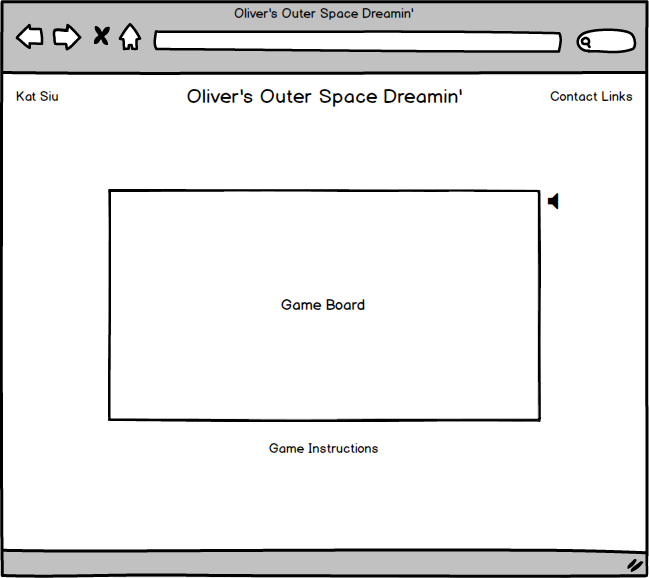 Oliver's Outer Space Dreamin'
Kat Siu
Oliver's Outer Space Dreamin'
Contact Links
Game Board
Game Instructions